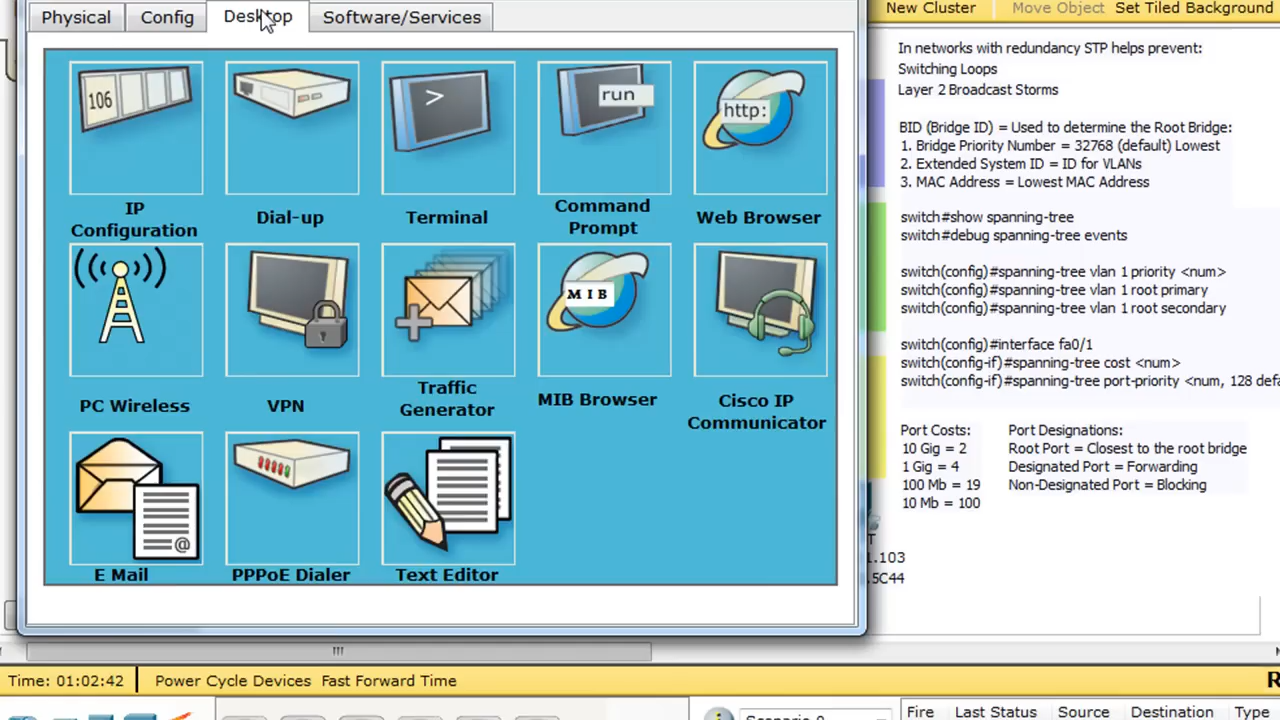 Physical
Config
Desktop
Software/Services
New Cluster
Move Object
Set Tiled Background
106
>
run
http:
IP
Configuration
Dial-up
Terminal
Command
Prompt
Web Browser
MIB
PC Wireless
VPN
Traffic
Generator
MIB Browser
Cisco IP
Communicator
@
E Mail
PPPoE Dialer
Text Editor
In networks with redundancy STP helps prevent:
Switching Loops
Layer 2 Broadcast Storms
BID (Bridge ID) = Used to determine the Root Bridge:
1. Bridge Priority Number = 32768 (default) Lowest
2. Extended System ID = ID for VLANs
3. MAC Address = Lowest MAC Address
switch#show spanning-tree
switch#debug spanning-tree events
switch(config)#spanning-tree vlan 1 priority <num>
switch(config)#spanning-tree vlan 1 root primary
switch(config)#spanning-tree vlan 1 root secondary
switch(config)#interface fa0/1
switch(config-if)#spanning-tree cost <num>
switch(config-if)#spanning-tree port-priority <num, 128 defa
Port Costs:
10 Gig = 2
1 Gig = 4
100 Mb = 19
10 Mb = 100
Port Designations:
Root Port = Closest to the root bridge
Designated Port = Forwarding
Non-Designated Port = Blocking
T
1.103
.5C44
Time: 01:02:42
Power Cycle Devices Fast Forward Time
R
Scenario 0
Fire
Last Status
Source
Destination
Type